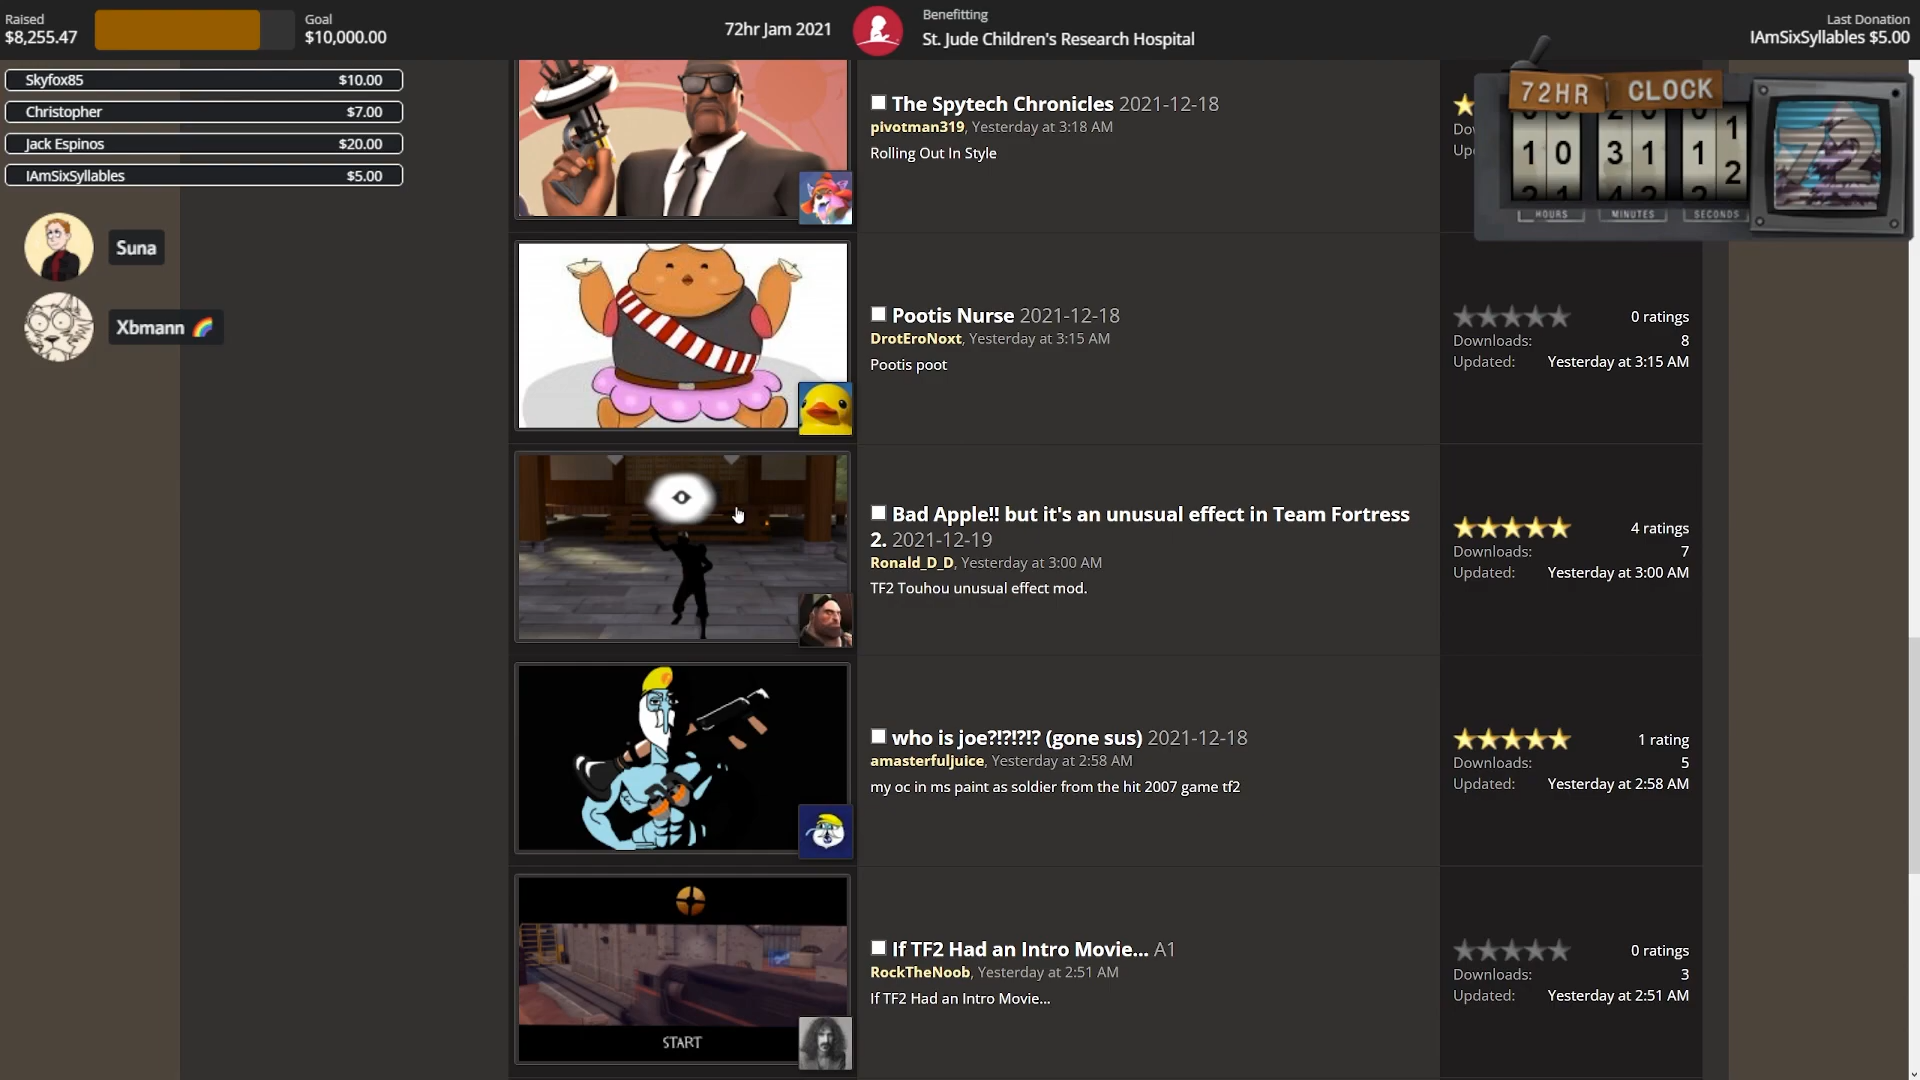 Raised
$8,255.47
Goal
$10,000.00
72hr Jam 2021
Benefitting
St. Jude Children's Research Hospital
Last Donation
IAmSixSyllables $5.00
Skyfox85 $10.00
Christopher $7.00
Jack Espinos $20.00
IAmSixSyllables $5.00
Suna
Xbmann 🌈
72HR CLOCK
10 31 1
1
2
HOURS MINUTES SECONDS
72
The Spytech Chronicles 2021-12-18
pivotman319, Yesterday at 3:18 AM
Rolling Out In Style
Pootis Nurse 2021-12-18
DrotEroNoxt, Yesterday at 3:15 AM
Pootis poot
0 ratings
Downloads: 8
Updated: Yesterday at 3:15 AM
Bad Apple!! but it's an unusual effect in Team Fortress
2. 2021-12-19
Ronald_D_D, Yesterday at 3:00 AM
TF2 Touhou unusual effect mod.
4 ratings
Downloads: 7
Updated: Yesterday at 3:00 AM
who is joe?!?!?!? (gone sus) 2021-12-18
amasterfuljuice, Yesterday at 2:58 AM
my oc in ms paint as soldier from the hit 2007 game tf2
1 rating
Downloads: 5
Updated: Yesterday at 2:58 AM
START
If TF2 Had an Intro Movie... A1
RockTheNoob, Yesterday at 2:51 AM
If TF2 Had an Intro Movie...
0 ratings
Downloads: 3
Updated: Yesterday at 2:51 AM